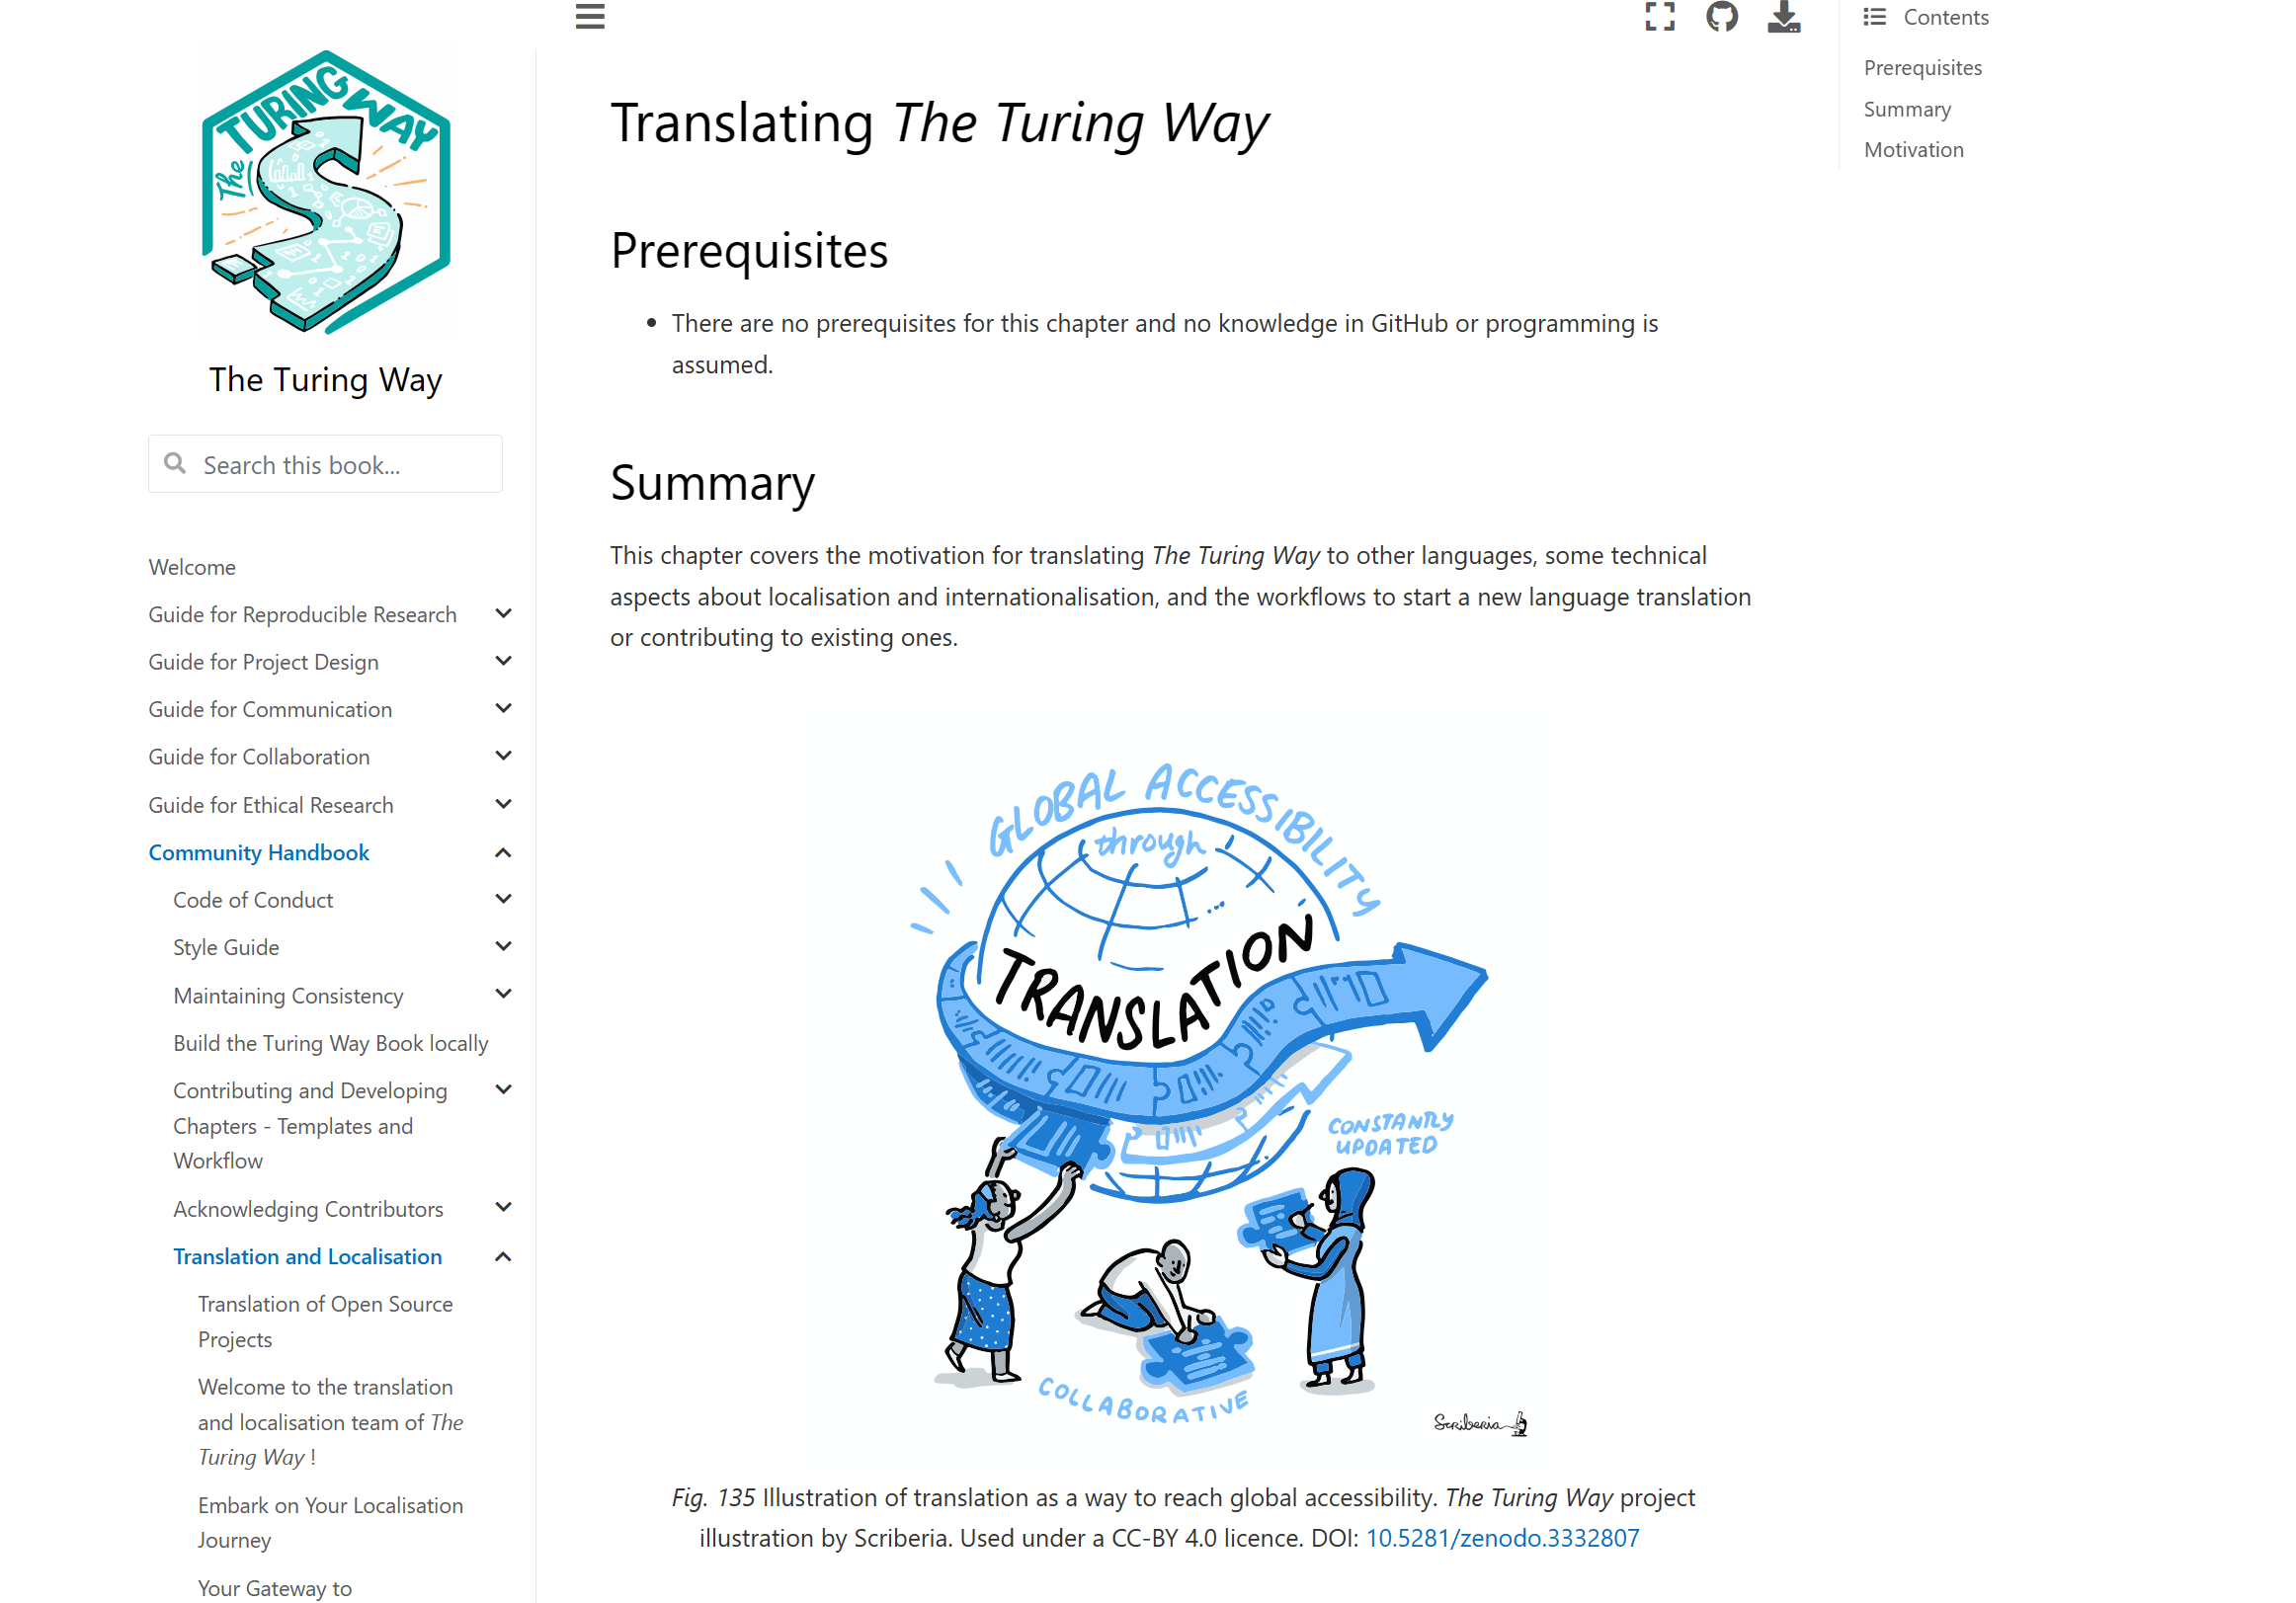 The TURING WAY
The Turing Way
Search this book...
Welcome
Guide for Reproducible Research
Guide for Project Design
Guide for Communication
Guide for Collaboration
Guide for Ethical Research
Community Handbook
Code of Conduct
Style Guide
Maintaining Consistency
Build the Turing Way Book locally
Contributing and Developing
Chapters - Templates and
Workflow
Acknowledging Contributors
Translation and Localisation
Translation of Open Source
Projects
Welcome to the translation
and localisation team of The
Turing Way !
Embark on Your Localisation
Journey
Your Gateway to
Translating The Turing Way
Prerequisites
• There are no prerequisites for this chapter and no knowledge in GitHub or programming is
assumed.
Summary
This chapter covers the motivation for translating The Turing Way to other languages, some technical
aspects about localisation and internationalisation, and the workflows to start a new language translation
or contributing to existing ones.
GLOBAL ACCESSIBILITY
through
TRANSLATION
CONSTANTLY
UPDATED
COLLABORATIVE
Scriberia
Fig. 135 Illustration of translation as a way to reach global accessibility. The Turing Way project
illustration by Scriberia. Used under a CC-BY 4.0 licence. DOI: 10.5281/zenodo.3332807
Contents
Prerequisites
Summary
Motivation